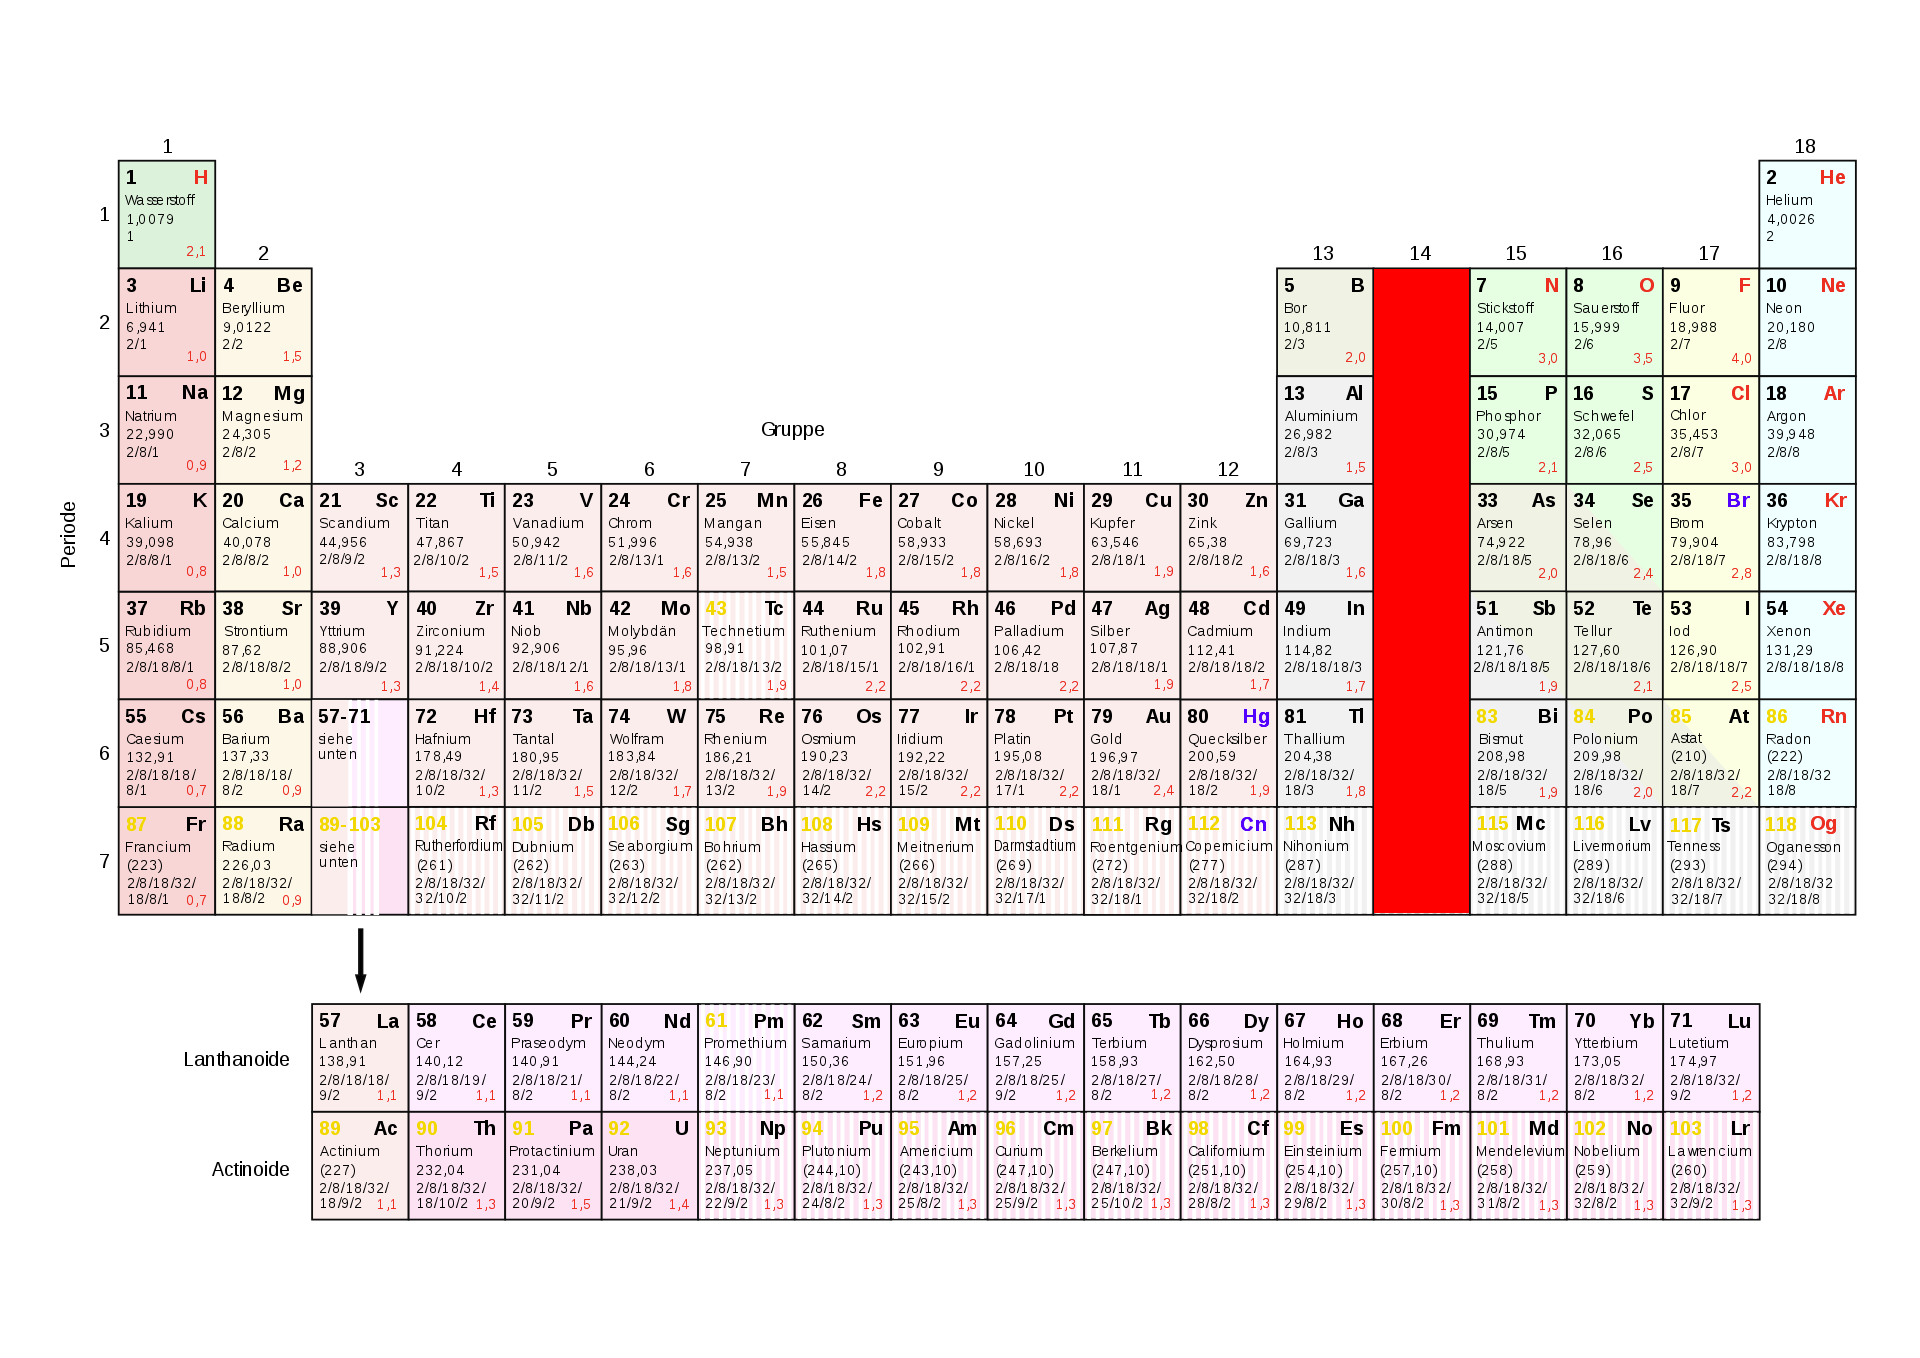 1
18
1 H
Wasserstoff
1,0079
1
2,1
2 He
Helium
4,0026
2
1
2
13
14
15
16
17
3 Li
Lithium
6,941
2/1
1,0
4 Be
Beryllium
9,0122
2/2
1,5
5 B
Bor
10,811
2/3
2,0
7 N
Stickstoff
14,007
2/5
3,0
8 O
Sauerstoff
15,999
2/6
3,5
9 F
Fluor
18,988
2/7
4,0
10 Ne
Neon
20,180
2/8
2
11 Na
Natrium
22,990
2/8/1
0,9
12 Mg
Magnesium
24,305
2/8/2
1,2
13 Al
Aluminium
26,982
2/8/3
1,5
15 P
Phosphor
30,974
2/8/5
2,1
16 S
Schwefel
32,065
2/8/6
2,5
17 Cl
Chlor
35,453
2/8/7
3,0
18 Ar
Argon
39,948
2/8/8
3
Gruppe
3
4
5
6
7
8
9
10
11
12
Periode
19 K
Kalium
39,098
2/8/8/1
0,8
20 Ca
Calcium
40,078
2/8/8/2
1,0
21 Sc
Scandium
44,956
2/8/9/2
1,3
22 Ti
Titan
47,867
2/8/10/2
1,5
23 V
Vanadium
50,942
2/8/11/2
1,6
24 Cr
Chrom
51,996
2/8/13/1
1,6
25 Mn
Mangan
54,938
2/8/13/2
1,5
26 Fe
Eisen
55,845
2/8/14/2
1,8
27 Co
Cobalt
58,933
2/8/15/2
1,8
28 Ni
Nickel
58,693
2/8/16/2
1,8
29 Cu
Kupfer
63,546
2/8/18/1
1,9
30 Zn
Zink
65,38
2/8/18/2
1,6
31 Ga
Gallium
69,723
2/8/18/3
1,6
33 As
Arsen
74,922
2/8/18/5
2,0
34 Se
Selen
78,96
2/8/18/6
2,4
35 Br
Brom
79,904
2/8/18/7
2,8
36 Kr
Krypton
83,798
2/8/18/8
4
37 Rb
Rubidium
85,468
2/8/18/8/1
0,8
38 Sr
Strontium
87,62
2/8/18/8/2
1,0
39 Y
Yttrium
88,906
2/8/18/9/2
1,3
40 Zr
Zirconium
91,224
2/8/18/10/2
1,4
41 Nb
Niob
92,906
2/8/18/12/1
1,6
42 Mo
Molybdän
95,96
2/8/18/13/1
1,8
43 Tc
Technetium
98,91
2/8/18/13/2
1,9
44 Ru
Ruthenium
101,07
2/8/18/15/1
2,2
45 Rh
Rhodium
102,91
2/8/18/16/1
2,2
46 Pd
Palladium
106,42
2/8/18/18
2,2
47 Ag
Silber
107,87
2/8/18/18/1
1,9
48 Cd
Cadmium
112,41
2/8/18/18/2
1,7
49 In
Indium
114,82
2/8/18/18/3
1,7
51 Sb
Antimon
121,76
2/8/18/18/5
1,9
52 Te
Tellur
127,60
2/8/18/18/6
2,1
53 I
Iod
126,90
2/8/18/18/7
2,5
54 Xe
Xenon
131,29
2/8/18/18/8
5
55 Cs
Caesium
132,91
2/8/18/18/
8/1 0,7
56 Ba
Barium
137,33
2/8/18/18/
8/2 0,9
57-71
siehe
unten
72 Hf
Hafnium
178,49
2/8/18/32/
10/2 1,3
73 Ta
Tantal
180,95
2/8/18/32/
11/2 1,5
74 W
Wolfram
183,84
2/8/18/32/
12/2 1,7
75 Re
Rhenium
186,21
2/8/18/32/
13/2 1,9
76 Os
Osmium
190,23
2/8/18/32/
14/2 2,2
77 Ir
Iridium
192,22
2/8/18/32/
15/2 2,2
78 Pt
Platin
195,08
2/8/18/32/
17/1 2,2
79 Au
Gold
196,97
2/8/18/32/
18/1 2,4
80 Hg
Quecksilber
200,59
2/8/18/32/
18/2 1,9
81 Tl
Thallium
204,38
2/8/18/32/
18/3 1,8
83 Bi
Bismut
208,98
2/8/18/32/
18/5 1,9
84 Po
Polonium
209,98
2/8/18/32/
18/6 2,0
85 At
Astat
(210)
2/8/18/32/
18/7 2,2
86 Rn
Radon
(222)
2/8/18/32
18/8
6
87 Fr
Francium
(223)
2/8/18/32/
18/8/1 0,7
88 Ra
Radium
226,03
2/8/18/32/
18/8/2 0,9
89-103
siehe
unten
104 Rf
Rutherfordium
(261)
2/8/18/32/
32/10/2
105 Db
Dubnium
(262)
2/8/18/32/
32/11/2
106 Sg
Seaborgium
(263)
2/8/18/32/
32/12/2
107 Bh
Bohrium
(262)
2/8/18/32/
32/13/2
108 Hs
Hassium
(265)
2/8/18/32/
32/14/2
109 Mt
Meitnerium
(266)
2/8/18/32/
32/15/2
110 Ds
Darmstadtium
(269)
2/8/18/32/
32/17/1
111 Rg
Roentgenium
(272)
2/8/18/32/
32/18/1
112 Cn
Copernicium
(277)
2/8/18/32/
32/18/2
113 Nh
Nihonium
(287)
2/8/18/32/
32/18/3
115 Mc
Moscovium
(288)
2/8/18/32/
32/18/5
116 Lv
Livermorium
(289)
2/8/18/32/
32/18/6
117 Ts
Tenness
(293)
2/8/18/32/
32/18/7
118 Og
Oganesson
(294)
2/8/18/32
32/18/8
7
Lanthanoide
57 La
Lanthan
138,91
2/8/18/18/
9/2 1,1
58 Ce
Cer
140,12
2/8/18/19/
9/2 1,1
59 Pr
Praseodym
140,91
2/8/18/21/
8/2 1,1
60 Nd
Neodym
144,24
2/8/18/22/
8/2 1,1
61 Pm
Promethium
146,90
2/8/18/23/
8/2 1,1
62 Sm
Samarium
150,36
2/8/18/24/
8/2 1,2
63 Eu
Europium
151,96
2/8/18/25/
8/2 1,2
64 Gd
Gadolinium
157,25
2/8/18/25/
9/2 1,2
65 Tb
Terbium
158,93
2/8/18/27/
8/2 1,2
66 Dy
Dysprosium
162,50
2/8/18/28/
8/2 1,2
67 Ho
Holmium
164,93
2/8/18/29/
8/2 1,2
68 Er
Erbium
167,26
2/8/18/30/
8/2 1,2
69 Tm
Thulium
168,93
2/8/18/31/
8/2 1,2
70 Yb
Ytterbium
173,05
2/8/18/32/
8/2 1,2
71 Lu
Lutetium
174,97
2/8/18/32/
9/2 1,2
Actinoide
89 Ac
Actinium
(227)
2/8/18/32/
18/9/2 1,1
90 Th
Thorium
232,04
2/8/18/32/
18/10/2 1,3
91 Pa
Protactinium
231,04
2/8/18/32/
20/9/2 1,5
92 U
Uran
238,03
2/8/18/32/
21/9/2 1,4
93 Np
Neptunium
237,05
2/8/18/32/
22/9/2 1,3
94 Pu
Plutonium
(244,10)
2/8/18/32/
24/8/2 1,3
95 Am
Americium
(243,10)
2/8/18/32/
25/8/2 1,3
96 Cm
Curium
(247,10)
2/8/18/32/
25/9/2 1,3
97 Bk
Berkelium
(247,10)
2/8/18/32/
25/10/2 1,3
98 Cf
Californium
(251,10)
2/8/18/32/
28/8/2 1,3
99 Es
Einsteinium
(254,10)
2/8/18/32/
29/8/2 1,3
100 Fm
Fermium
(257,10)
2/8/18/32/
30/8/2 1,3
101 Md
Mendelevium
(258)
2/8/18/32/
31/8/2 1,3
102 No
Nobelium
(259)
2/8/18/32/
32/8/2 1,3
103 Lr
Lawrencium
(260)
2/8/18/32/
32/9/2 1,3